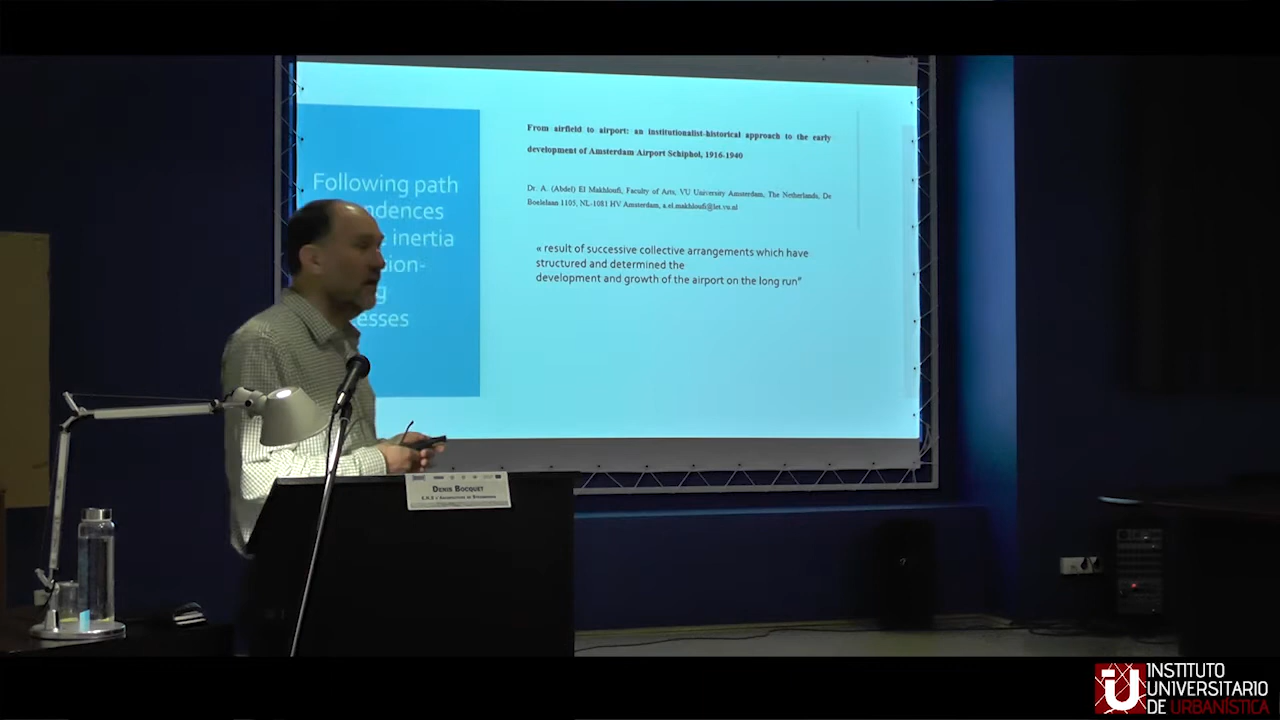 Following path
ndences
inertia
ion-
g
esses
From airfield to airport: an institutionalist-historical approach to the early
development of Amsterdam Airport Schiphol, 1916-1940
Dr. A. (Abdel) El Makhloufi, Faculty of Arts, VU University Amsterdam, The Netherlands, De
Boelelaan 1105, NL-1081 HV Amsterdam, a.el.makhloufi@let.vu.nl
« result of successive collective arrangements which have
structured and determined the
development and growth of the airport on the long run"
DENIS BOCQUET
INSTITUTO
UNIVERSITARIO
DE URBANÍSTICA